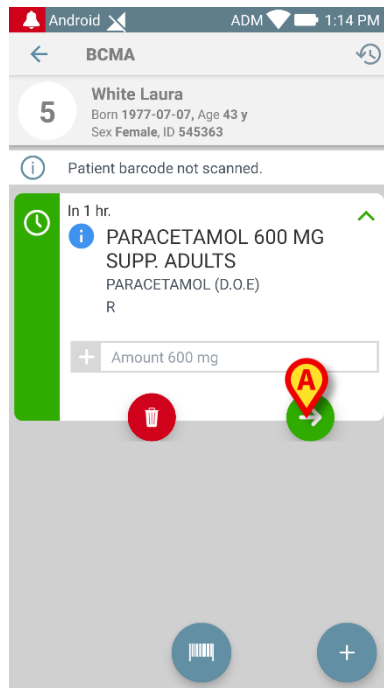 Android ADM 1:14 PM
BCMA
5
White Laura
Born 1977-07-07, Age 43 y
Sex Female, ID 545363
Patient barcode not scanned.
In 1 hr.
PARACETAMOL 600 MG
SUPP. ADULTS
PARACETAMOL (D.O.E)
R
+ Amount 600 mg
A
+